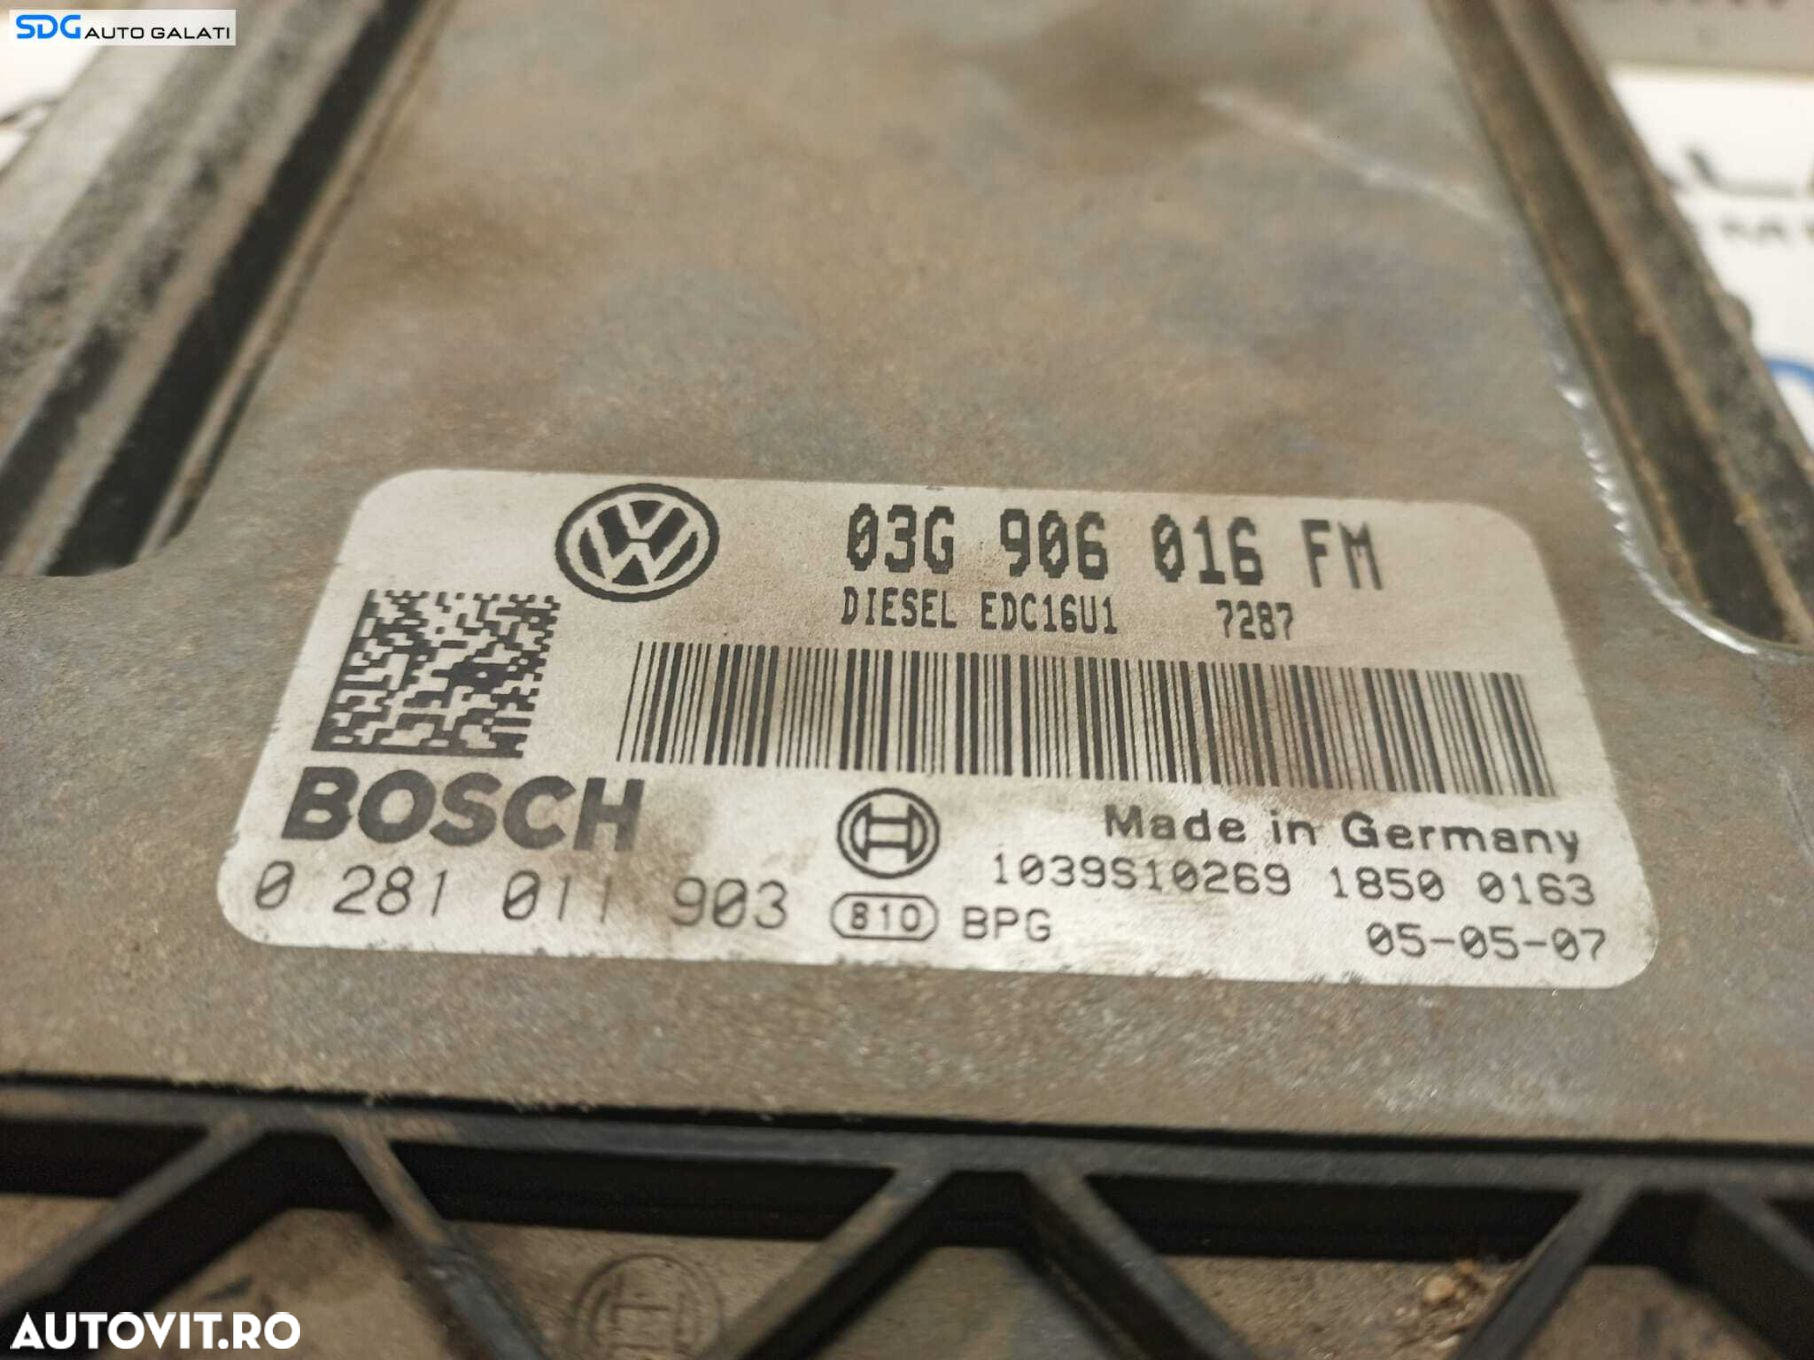 SDG AUTO GALATI
03G 906 016 FM
DIESEL EDC16U1 7287
BOSCH
Made in Germany
1039S10269 1850 0163
0 281 011 903 810 BPG
05-05-07
AUTOVIT.RO